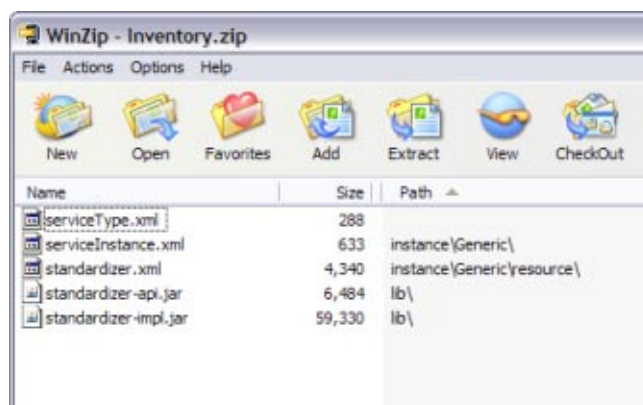 WinZip - Inventory.zip
File Actions Options Help
New Open Favorites Add Extract View CheckOut
Name Size Path
serviceType.xml 288
serviceInstance.xml 633 instance\Generic\
standardizer.xml 4,340 instance\Generic\resource\
standardizer-api.jar 6,484 lib\
standardizer-impl.jar 59,330 lib\